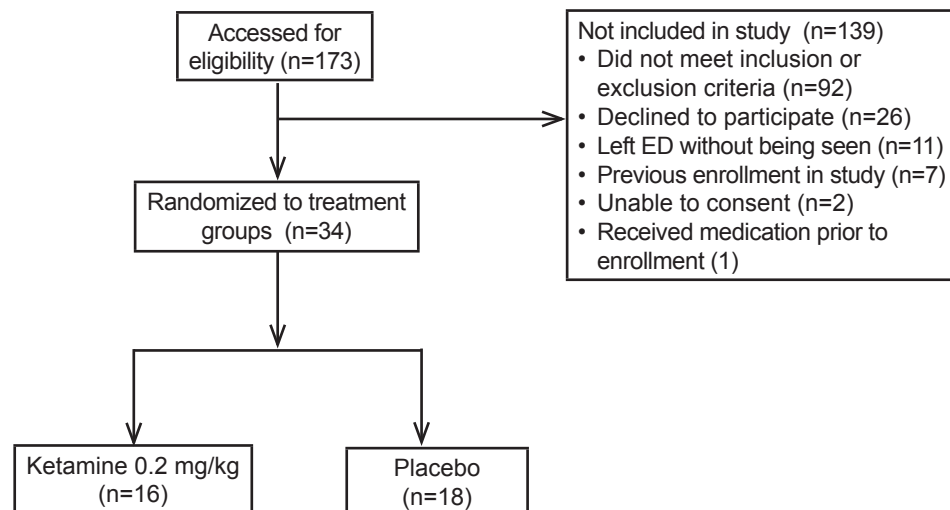 Accessed for
eligibility (n=173)
Not included in study (n=139)
• Did not meet inclusion or
exclusion criteria (n=92)
• Declined to participate (n=26)
• Left ED without being seen (n=11)
• Previous enrollment in study (n=7)
• Unable to consent (n=2)
• Received medication prior to
enrollment (1)
Randomized to treatment
groups (n=34)
Ketamine 0.2 mg/kg
(n=16)
Placebo
(n=18)